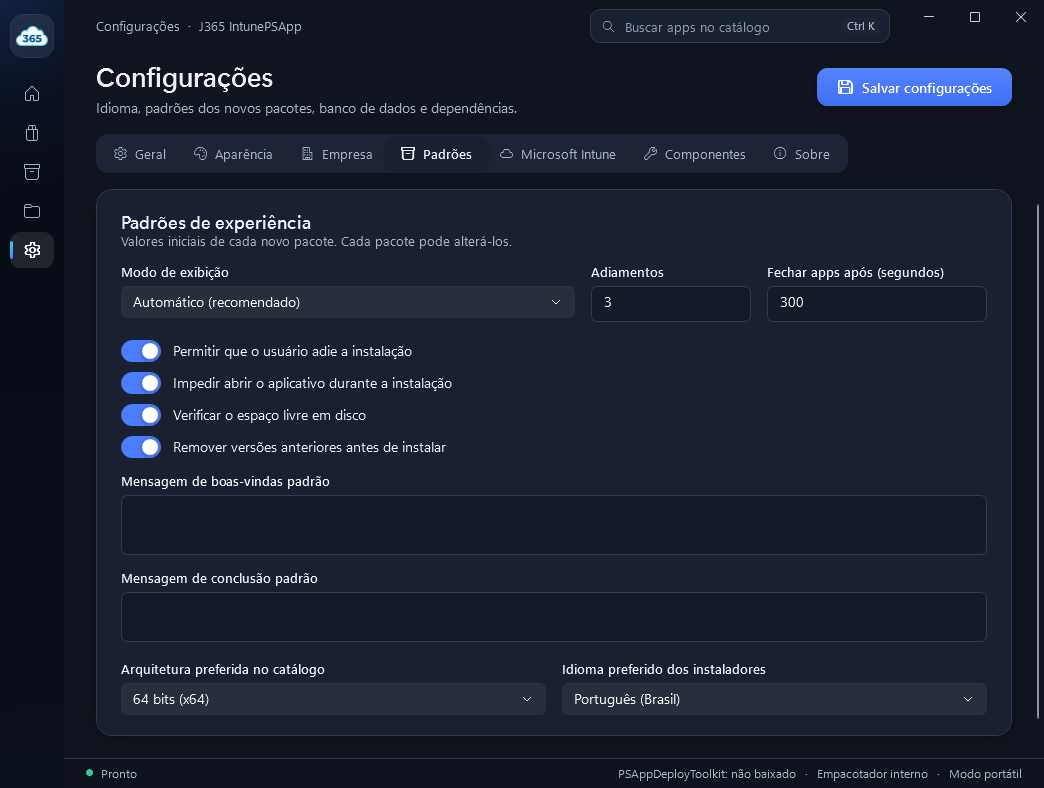 365
Configurações · J365 IntunePSApp
Buscar apps no catálogo Ctrl K
Configurações
Idioma, padrões dos novos pacotes, banco de dados e dependências.
Salvar configurações
Geral Aparência Empresa Padrões Microsoft Intune Componentes Sobre
Padrões de experiência
Valores iniciais de cada novo pacote. Cada pacote pode alterá-los.
Modo de exibição Adiamentos Fechar apps após (segundos)
Automático (recomendado) 3 300
Permitir que o usuário adie a instalação
Impedir abrir o aplicativo durante a instalação
Verificar o espaço livre em disco
Remover versões anteriores antes de instalar
Mensagem de boas-vindas padrão
Mensagem de conclusão padrão
Arquitetura preferida no catálogo Idioma preferido dos instaladores
64 bits (x64) Português (Brasil)
Pronto PSAppDeployToolkit: não baixado · Empacotador interno · Modo portátil